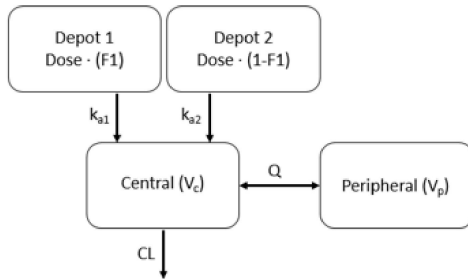 Depot 1
Dose · (F1)
Depot 2
Dose · (1-F1)
ka1
ka2
Central (Vc)
Q
Peripheral (Vp)
CL